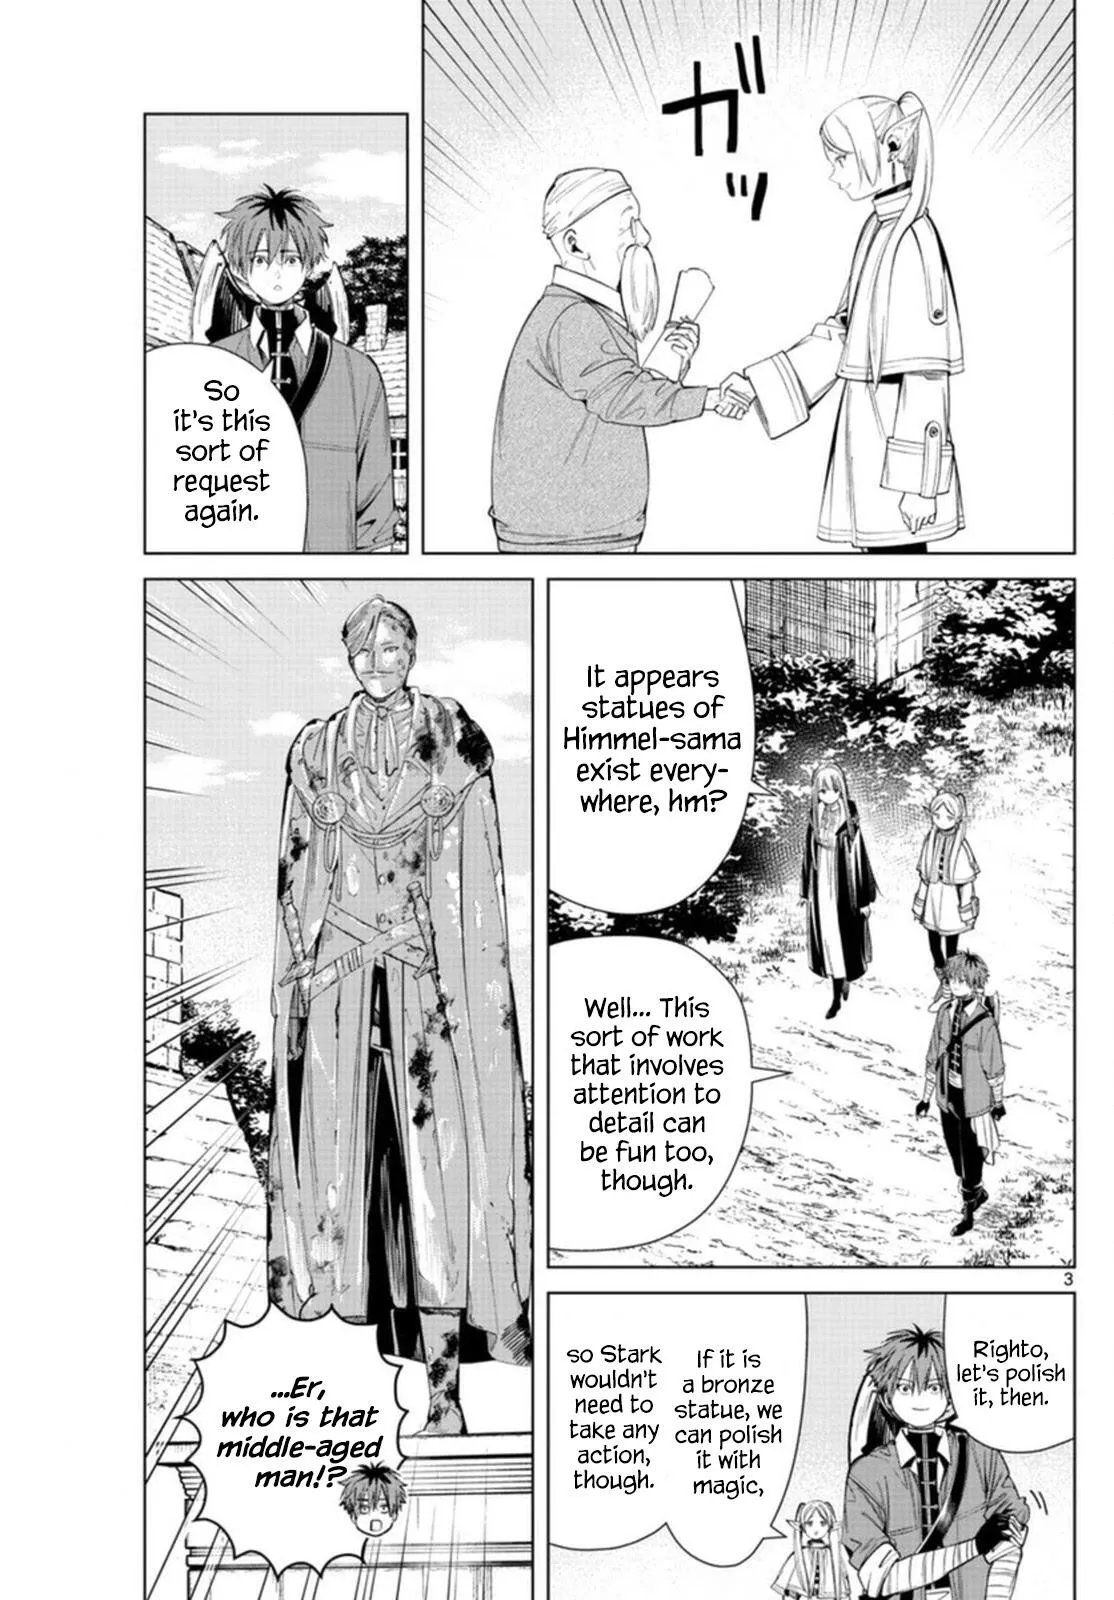 ガッ
So
it's this
sort of
request
again.
It appears
statues of
Himmel-sama
exist every-
where, hm?
Well... This
sort of work
that involves
attention to
detail can
be fun too,
though.
3
Righto,
let's polish
it, then.
If it is
a bronze
statue, we
can polish
it with
magic,
so Stark
wouldn't
need to
take any
action,
though.
...Er,
who is that
middle-aged
man!?